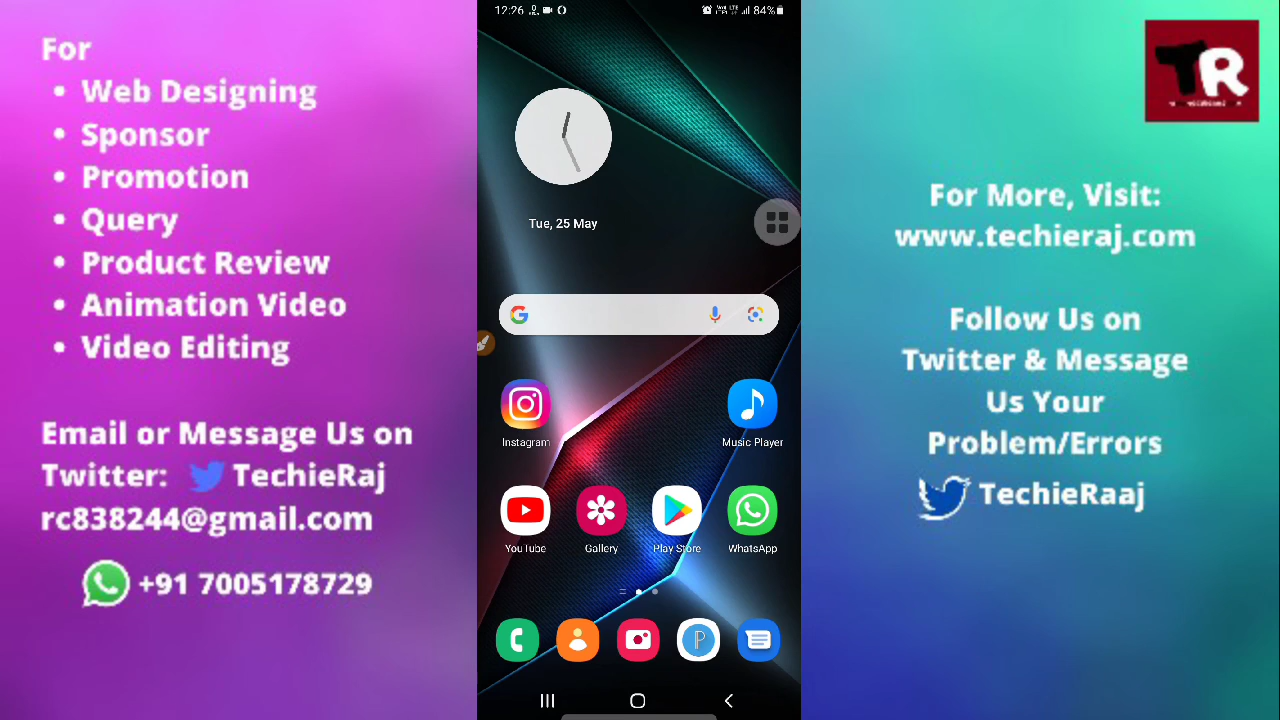 For
• Web Designing
• Sponsor
• Promotion
• Query
• Product Review
• Animation Video
• Video Editing
Email or Message Us on
Twitter: TechieRaj
rc838244@gmail.com
+91 7005178729
12:26
84%
Tue, 25 May
Instagram
Music Player
YouTube
Gallery
Play Store
WhatsApp
TR
For More, Visit:
www.techieraj.com
Follow Us on
Twitter & Message
Us Your
Problem/Errors
TechieRaaj